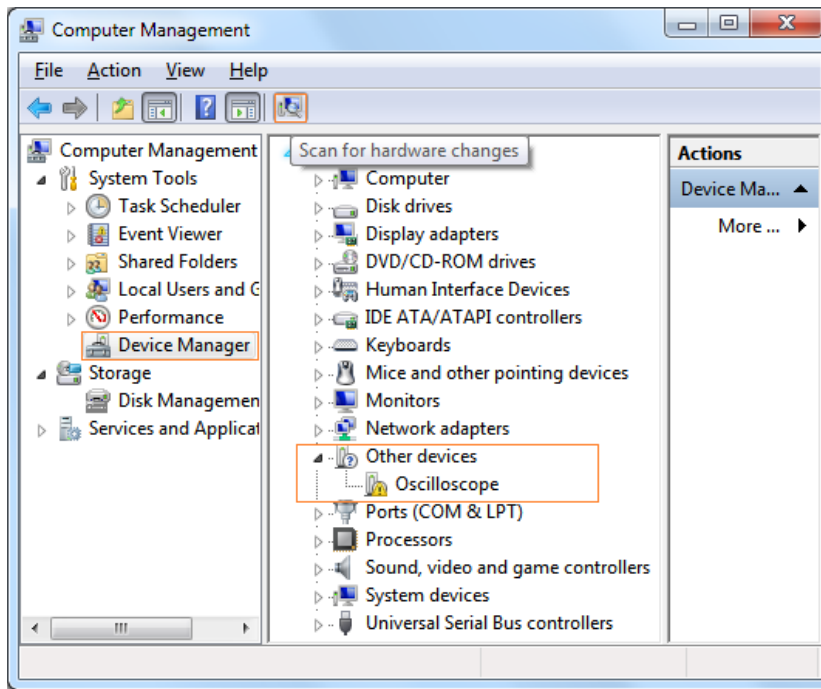 Computer Management
File Action View Help
Scan for hardware changes
Computer Management
System Tools
Task Scheduler
Event Viewer
Shared Folders
Local Users and G
Performance
Device Manager
Storage
Disk Managemen
Services and Applicat
Computer
Disk drives
Display adapters
DVD/CD-ROM drives
Human Interface Devices
IDE ATA/ATAPI controllers
Keyboards
Mice and other pointing devices
Monitors
Network adapters
Other devices
Oscilloscope
Ports (COM & LPT)
Processors
Sound, video and game controllers
System devices
Universal Serial Bus controllers
Actions
Device Ma...
More ...